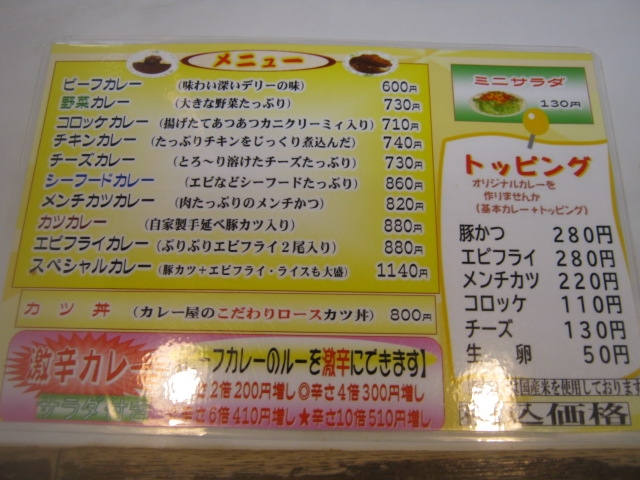 メニュー
ビーフカレー (味わい深いデリーの味) 600円
野菜カレー (大きな野菜たっぷり) 730円
コロッケカレー (揚げたてあつあつカニクリーミィ入り) 710円
チキンカレー (たっぷりチキンをじっくり煮込んだ) 740円
チーズカレー (とろ～り溶けたチーズたっぷり) 730円
シーフードカレー (エビなどシーフードたっぷり) 860円
メンチカツカレー (肉たっぷりのメンチかつ) 820円
カツカレー (自家製手延べ豚カツ入り) 880円
エビフライカレー (ぷりぷりエビフライ2尾入り) 880円
スペシャルカレー (豚カツ+エビフライ・ライスも大盛) 1140円
カツ丼 (カレー屋のこだわりロースカツ丼) 800円
激辛カレー ーフカレーのルーを激辛にできます】
サラダ
辛さ2倍200円増し◎辛さ4倍300円増し
辛さ6倍410円増し★辛さ10倍510円増し
ミニサラダ
130円
トッピング
オリジナルカレーを
作りませんか
(基本カレー+トッピング)
豚かつ 280円
エビフライ 280円
メンチカツ 220円
コロッケ 110円
チーズ 130円
生卵 50円
は国産米を使用しております
込価格